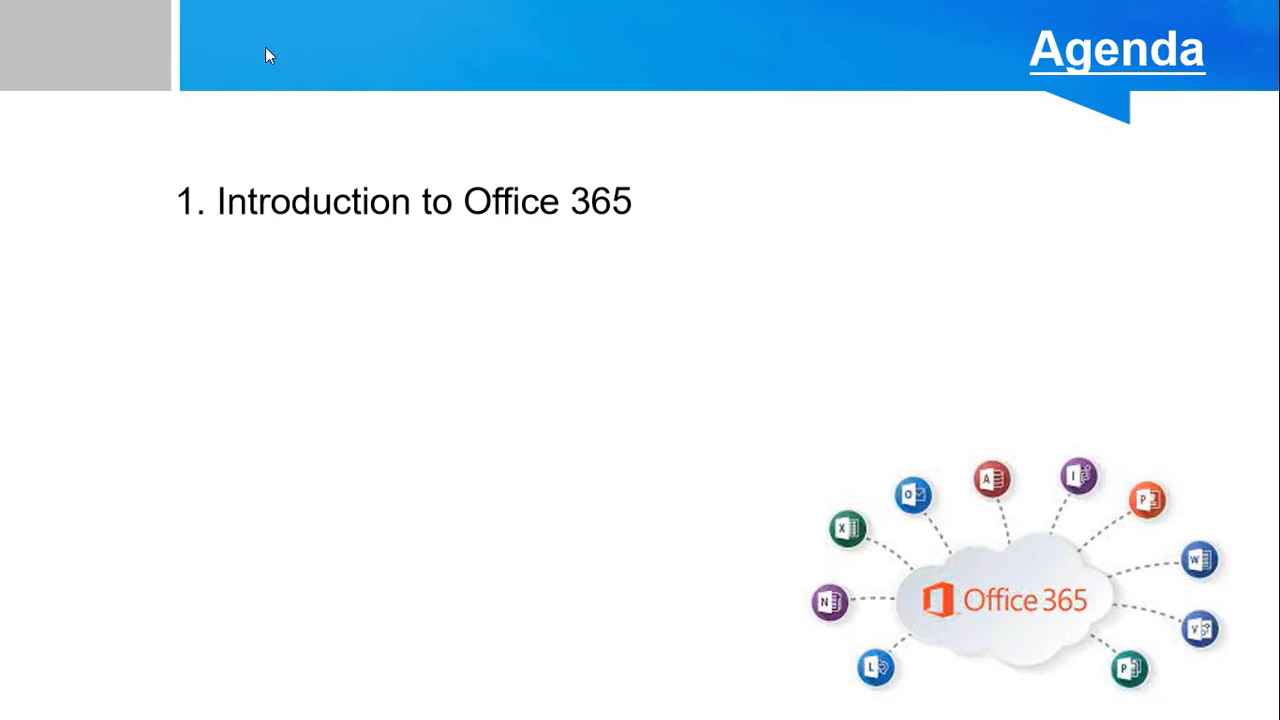 Agenda
1. Introduction to Office 365
A
I
O
P
X
W
Office 365
N
V
L
P